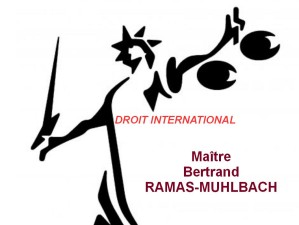 DROIT INTERNATIONAL
Maître
Bertrand
RAMAS-MUHLBACH